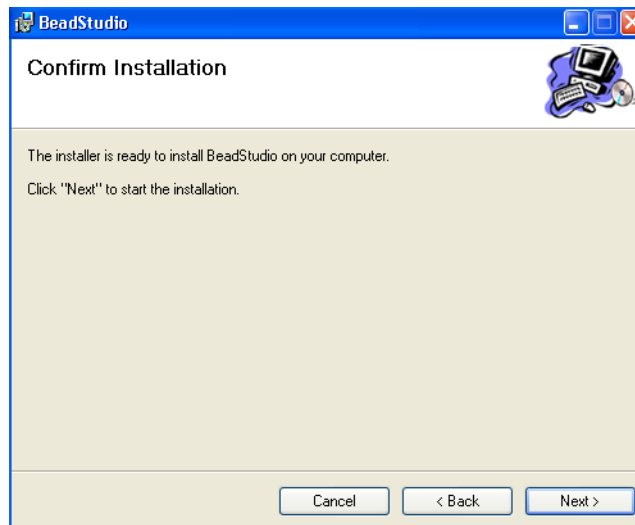 BeadStudio
Confirm Installation
The installer is ready to install BeadStudio on your computer.
Click "Next" to start the installation.
Cancel
< Back
Next >